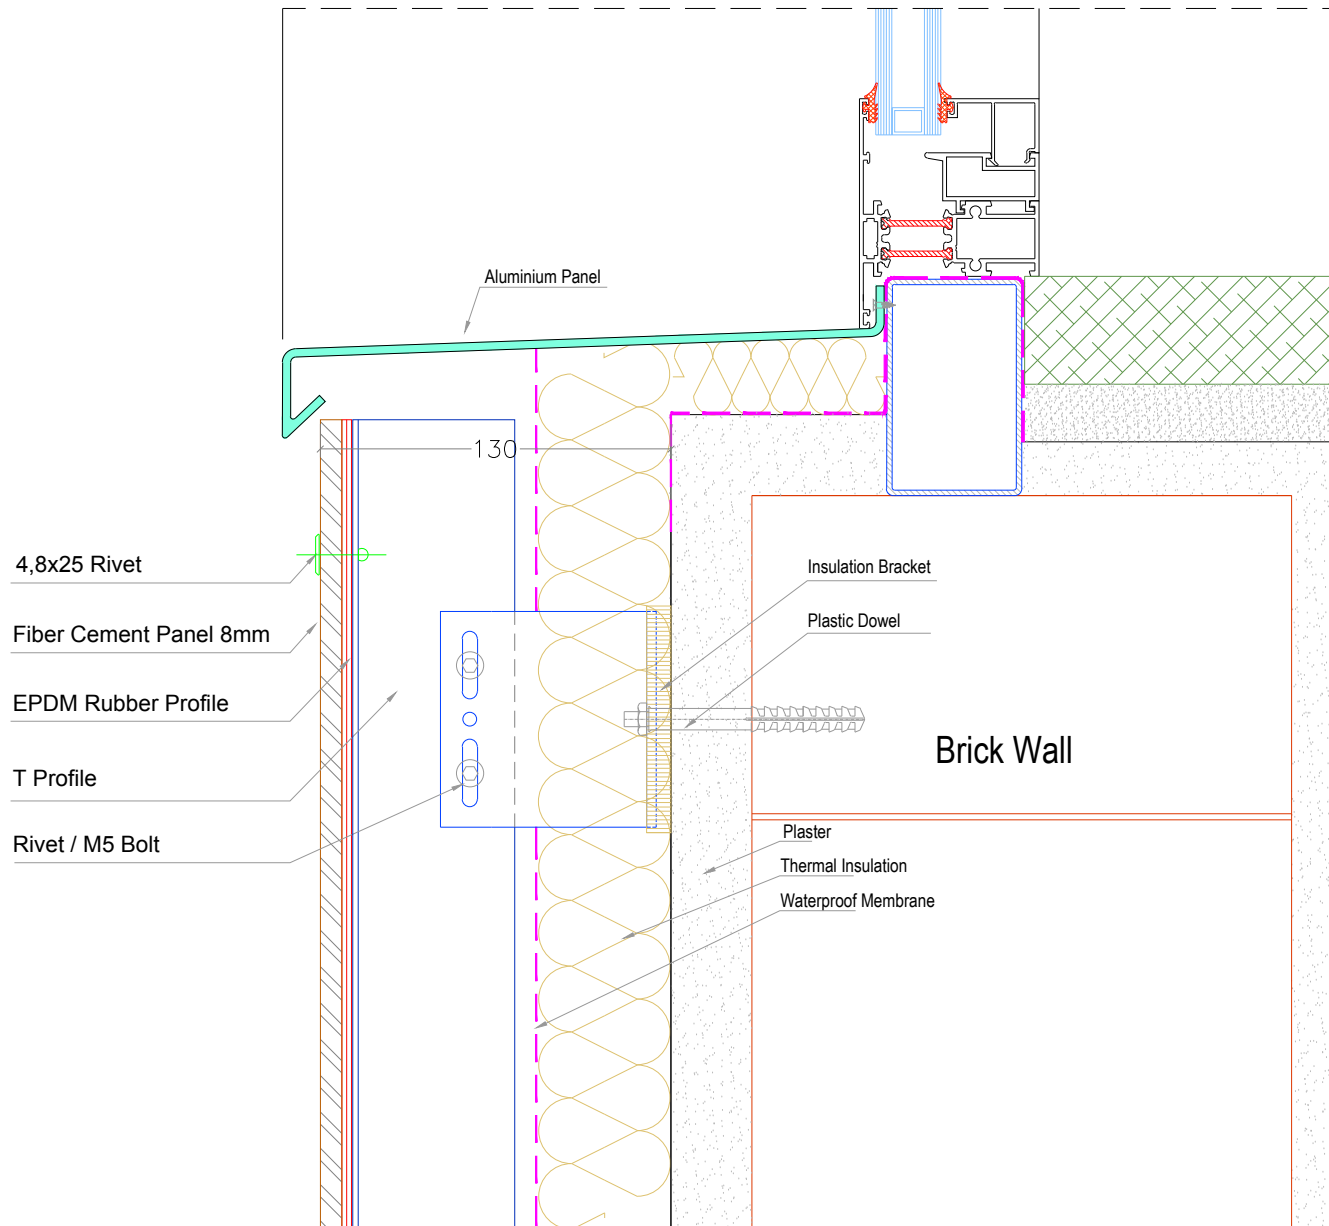 Aluminium Panel
130
4,8x25 Rivet
Insulation Bracket
Fiber Cement Panel 8mm
Plastic Dowel
EPDM Rubber Profile
Brick Wall
T Profile
Rivet / M5 Bolt
Plaster
Thermal Insulation
Waterproof Membrane